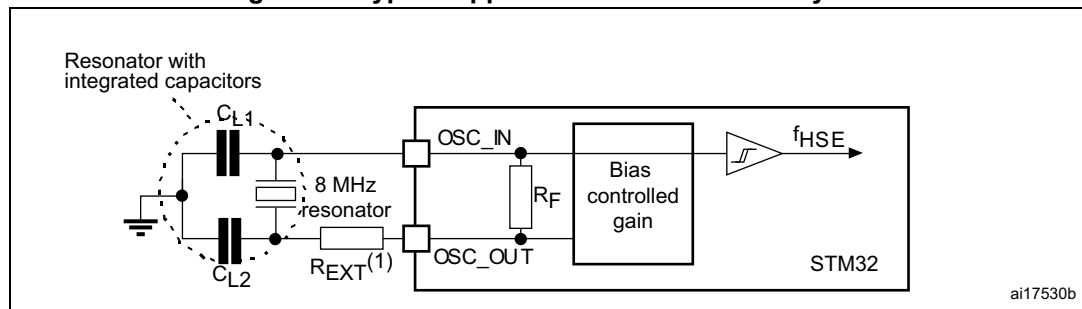 Resonator with
integrated capacitors
CL1
OSC_IN
fHSE
8 MHz
resonator
RF
Bias
controlled
gain
REXT(1)
OSC_OUT
STM32
CL2
ai17530b